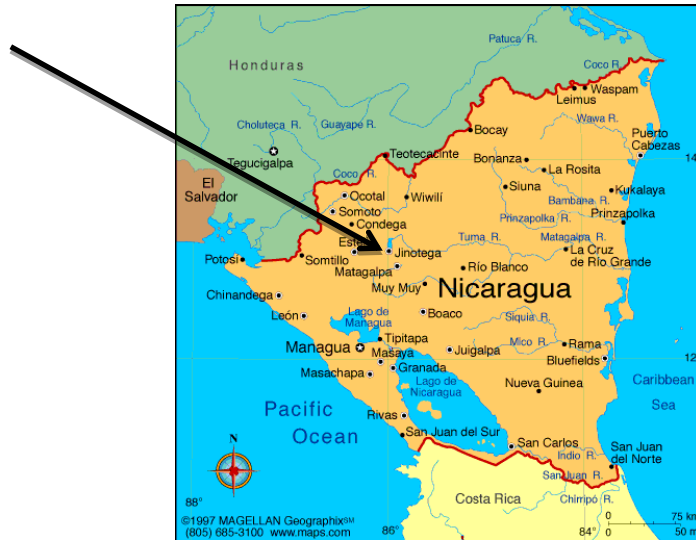 Patuca R.
Honduras
Coco R.
Waspam
Leimus
Wawa R.
Choluteca R.
Guayape R.
Bocay
Puerto
Cabezas
Tegucigalpa
Teotecacinte
Bonanza
14
La Rosita
Coco R.
El
Salvador
Siuna
Kukalaya
Ocotal
Wiwilí
Bambana R.
Somoto
Prinzapolka
Condega
Prinzapolka R.
Tuma R.
Matagalpa R.
Jinotega
La Cruz
de Río Grande
Potosi
Somtillo
Matagalpa
Río Blanco
Muy Muy
Nicaragua
Chinandega
León
Lago de
Managua
Boaco
Siquia R.
Tipitapa
Mico R.
Rama
Managua
Masaya
Juigalpa
Bluefields
12
Masachapa
Granada
Lago de
Nicaragua
Nueva Guinea
Caribbean
Sea
Pacific
Ocean
Rivas
San Juan del Sur
San Carlos
San Juan
del Norte
N
Indio R.
San Juan R.
Costa Rica
Chirripó R.
88°
86°
84°
0 75 km
0 50 m
©1997 MAGELLAN Geographix℠
(805) 685-3100 www.maps.com